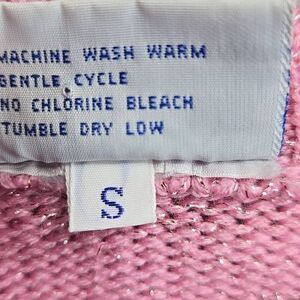 MACHINE WASH WARM
GENTLE CYCLE
NO CHLORINE BLEACH
TUMBLE DRY LOW
S